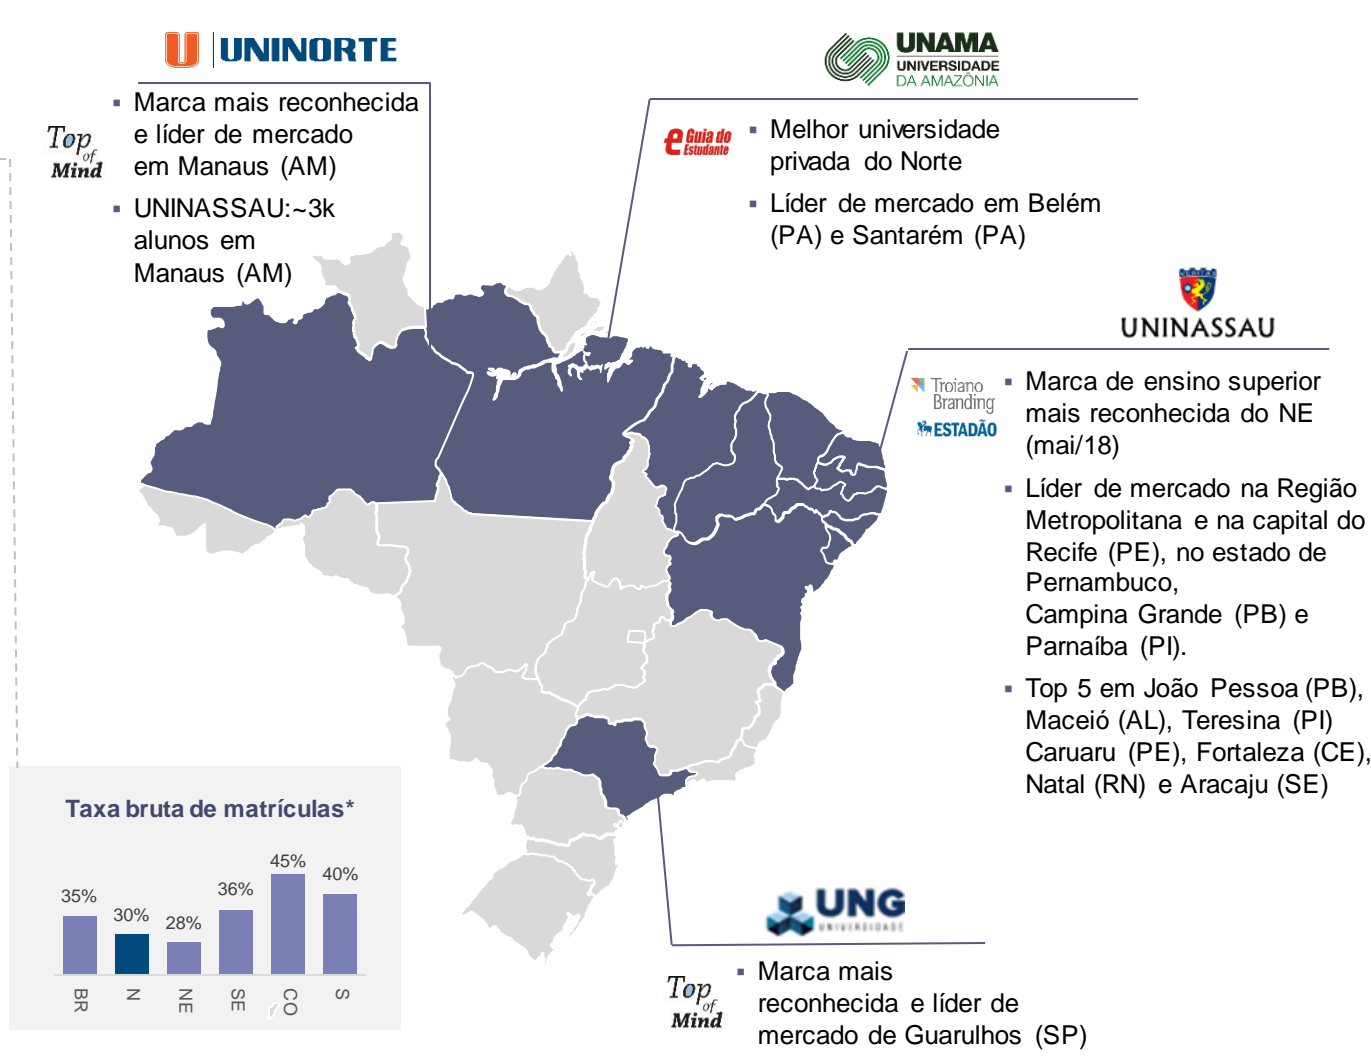 UNINORTE
Marca mais reconhecida
e líder de mercado
em Manaus (AM)
UNINASSAU:~3k
alunos em
Manaus (AM)
Top
of
Mind
UNAMA
UNIVERSIDADE
DA AMAZÔNIA
Guia do
Estudante
Melhor universidade
privada do Norte
Líder de mercado em Belém
(PA) e Santarém (PA)
UNINASSAU
Troiano
Branding
ESTADÃO
Marca de ensino superior
mais reconhecida do NE
(mai/18)
Líder de mercado na Região
Metropolitana e na capital do
Recife (PE), no estado de
Pernambuco,
Campina Grande (PB) e
Parnaíba (PI).
Top 5 em João Pessoa (PB),
Maceió (AL), Teresina (PI)
Caruaru (PE), Fortaleza (CE),
Natal (RN) e Aracaju (SE)
Taxa bruta de matrículas*
35%
30%
28%
36%
45%
40%
BR
N
NE
SE
CO
S
UNG
UNIVERSIDADE
Top
of
Mind
Marca mais
reconhecida e líder de
mercado de Guarulhos (SP)